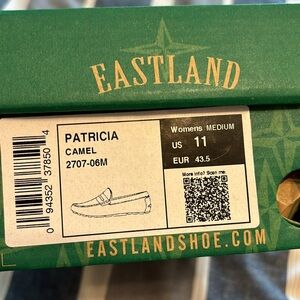 EASTLAND
PATRICIA
CAMEL
2707-06M
Womens MEDIUM
US 11
EUR 43.5
More Info? Scan me
0 94352 37850 4
EASTLANDSHOE.COM